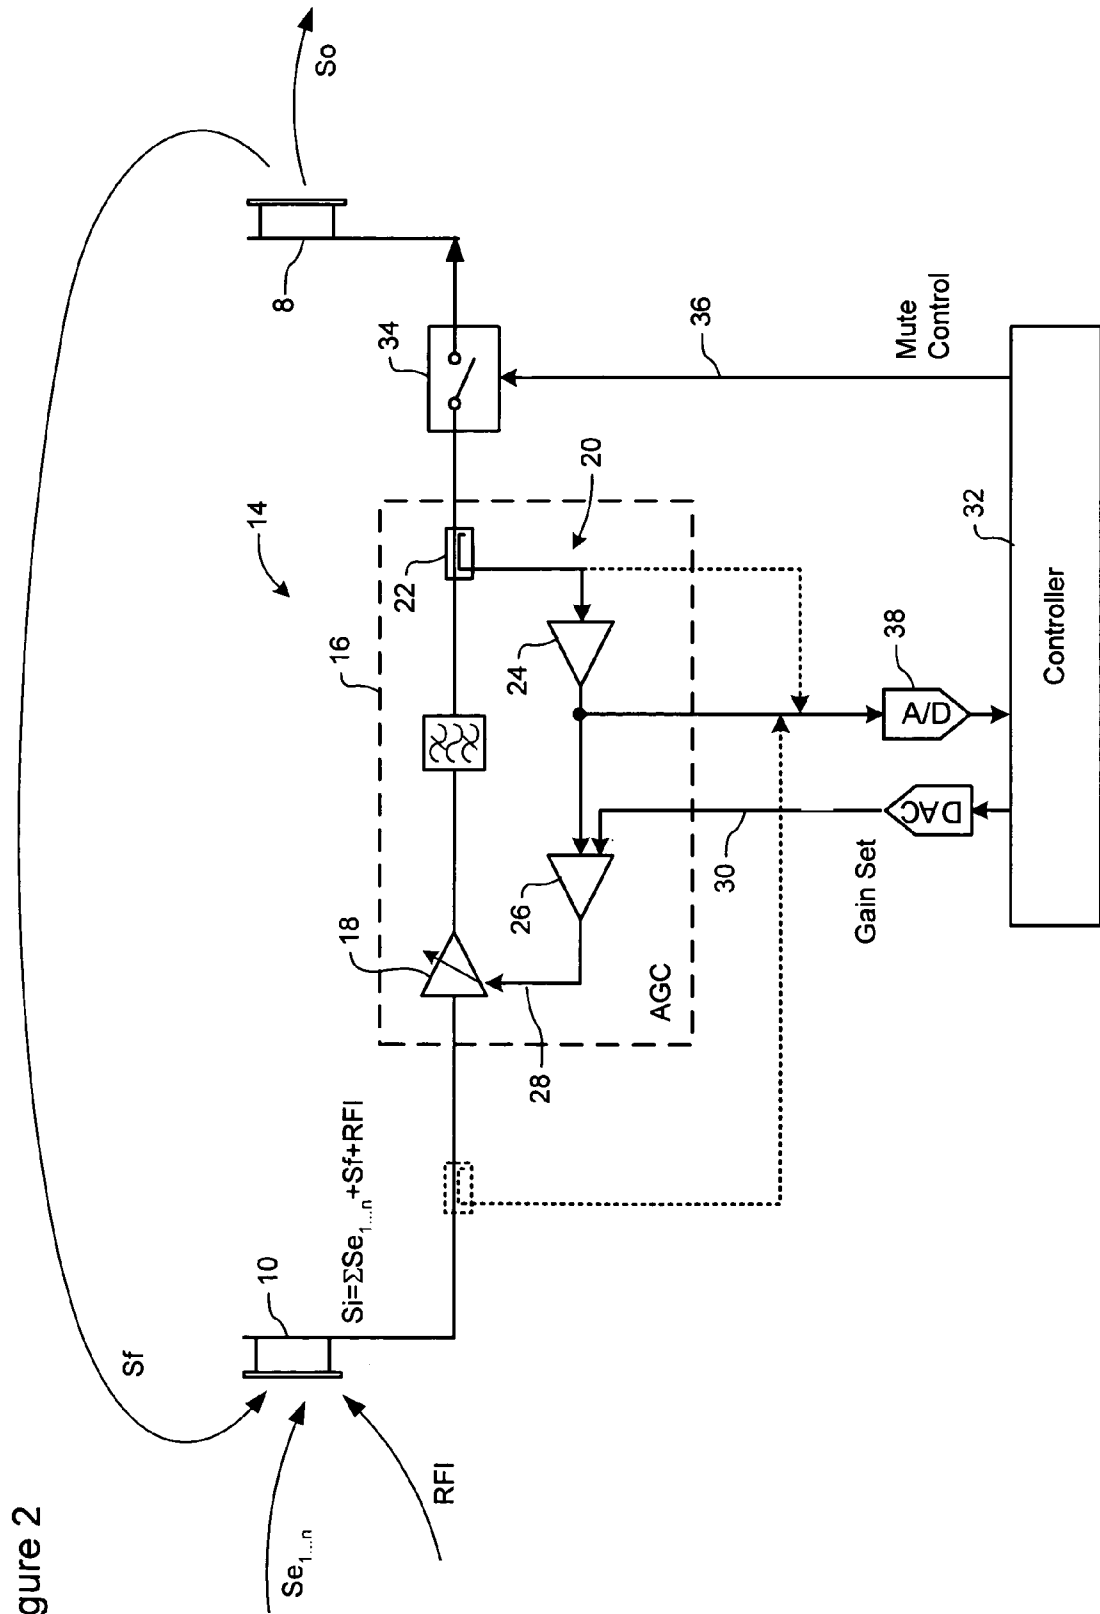 gure 2
Se1...n
RFI
Sf
10
Si=ΣSe1...n+Sf+RFI
14
16
18
22
20
24
26
28
AGC
34
8
So
30
Gain Set
DAC
38
A/D
36
Mute
Control
32
Controller